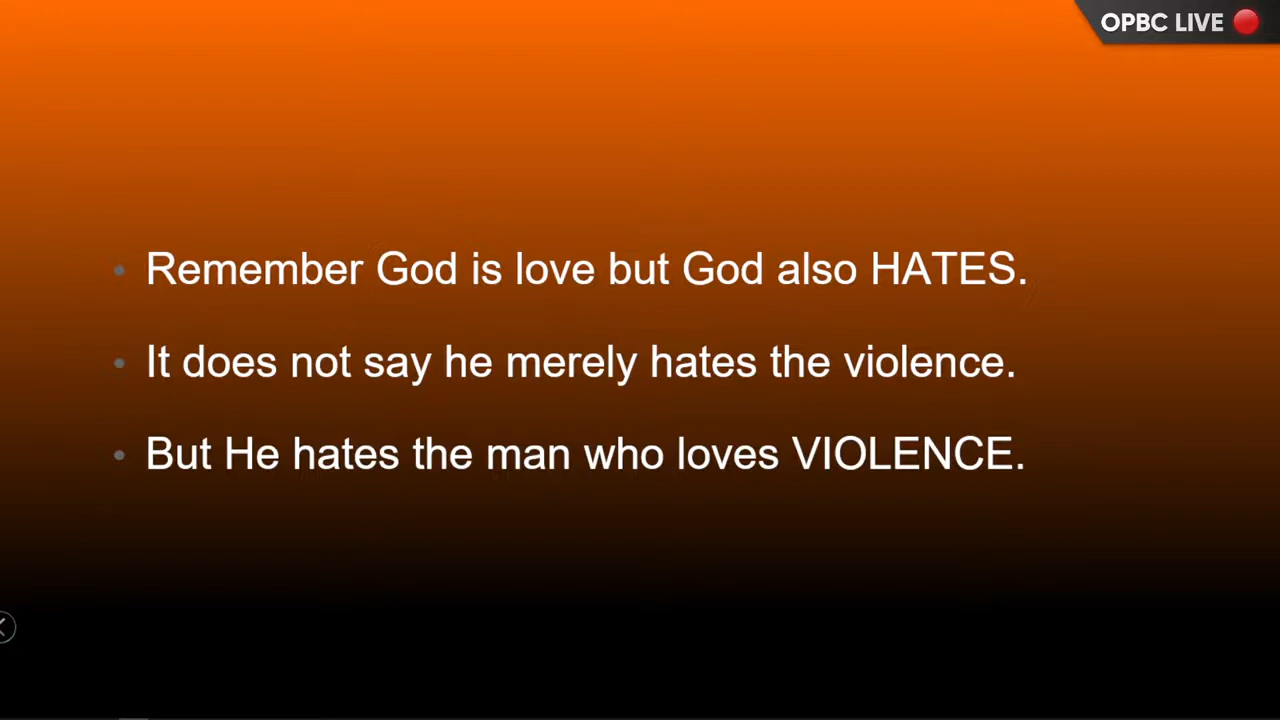 OPBC LIVE
Remember God is love but God also HATES.
It does not say he merely hates the violence.
But He hates the man who loves VIOLENCE.